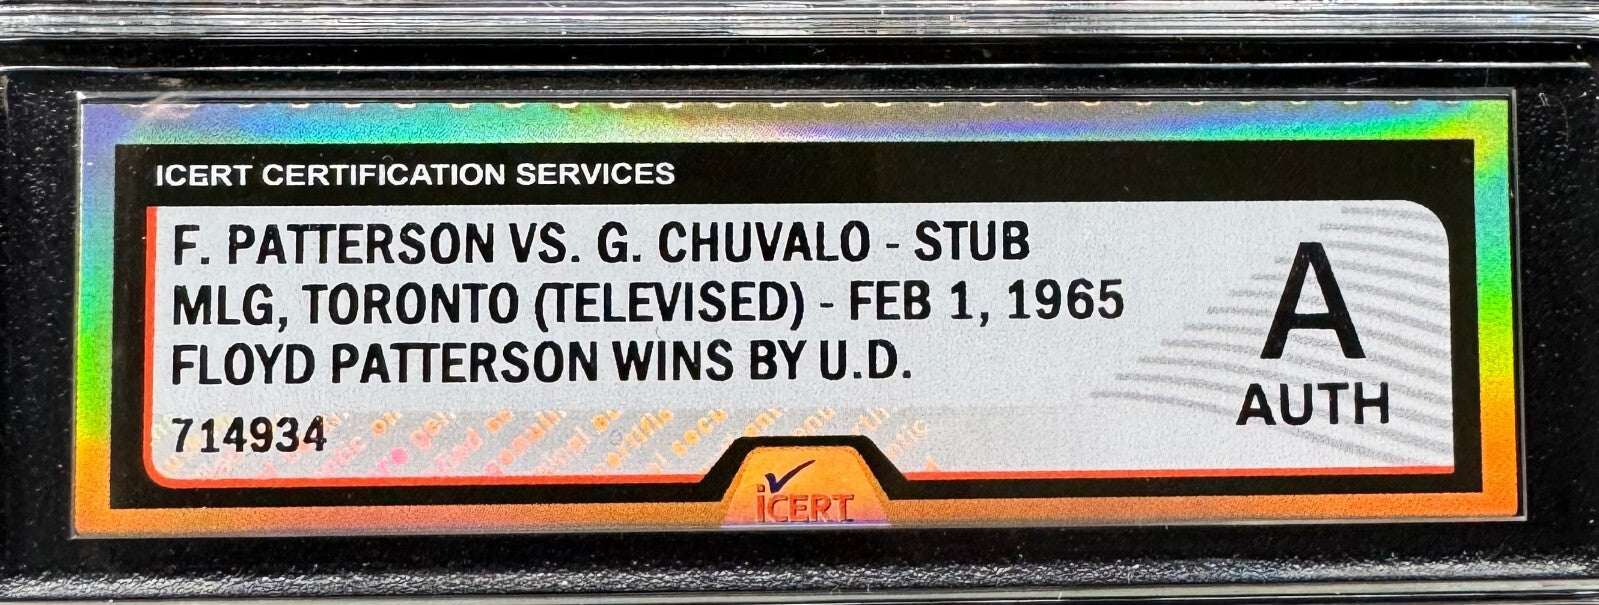 ICERT CERTIFICATION SERVICES
F. PATTERSON VS. G. CHUVALO - STUB
MLG, TORONTO (TELEVISED) - FEB 1, 1965
FLOYD PATTERSON WINS BY U.D.
714934
A
AUTH
iCERT